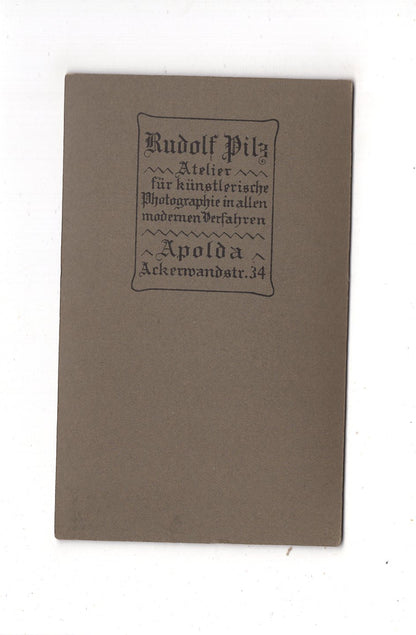 Rudolf Pilz
Atelier
für künstlerische
Photographie in allen
modernen Verfahren
Apolda
Ackerwandstr. 34